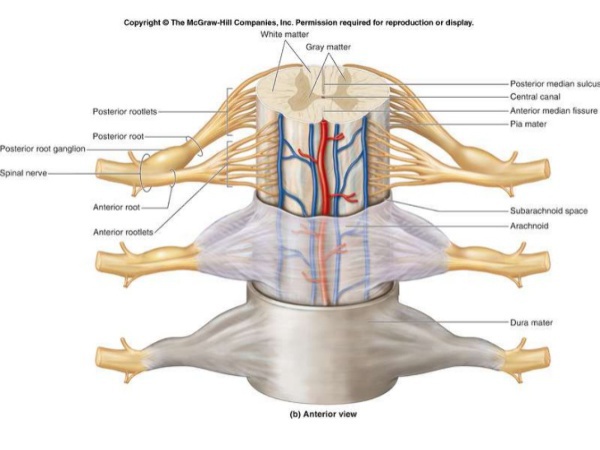 Copyright © The McGraw-Hill Companies, Inc. Permission required for reproduction or display.
White matter
Gray matter
Posterior median sulcus
Central canal
Posterior rootlets
Anterior median fissure
Pia mater
Posterior root
Posterior root ganglion
Spinal nerve
Anterior root
Subarachnoid space
Arachnoid
Anterior rootlets
Dura mater
(b) Anterior view